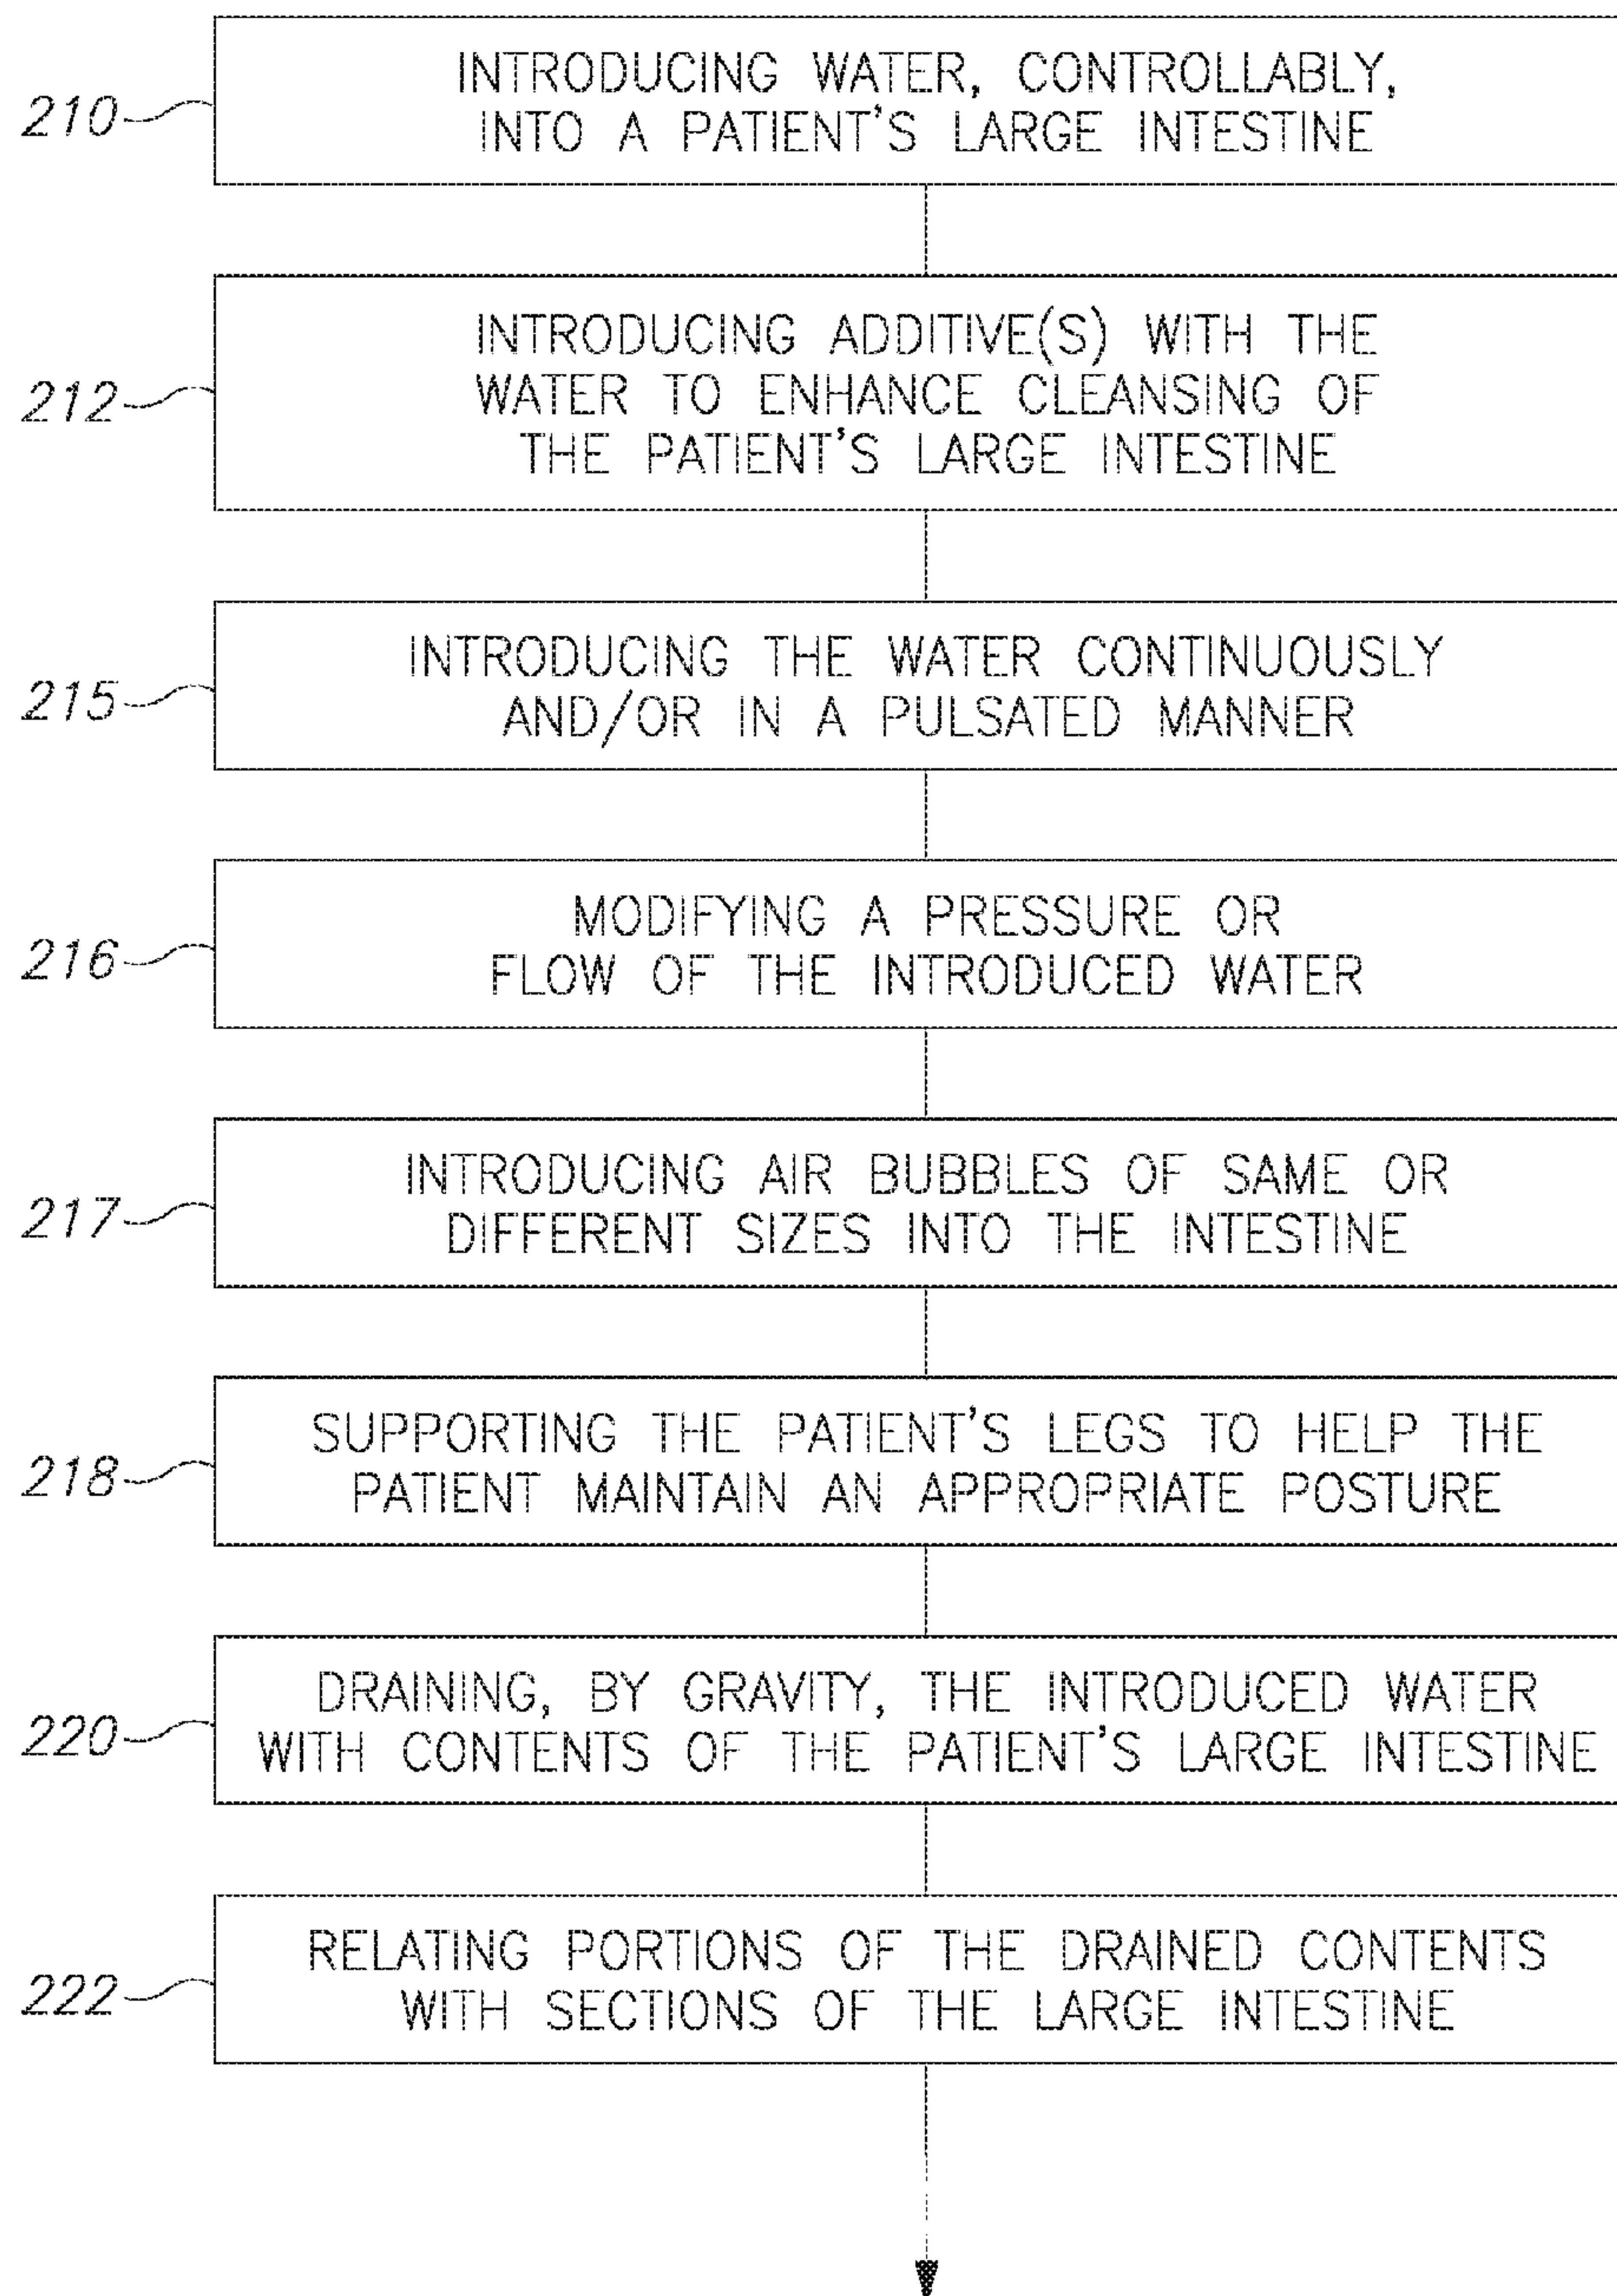 210
INTRODUCING WATER, CONTROLLABLY,
INTO A PATIENT'S LARGE INTESTINE
212
INTRODUCING ADDITIVE(S) WITH THE
WATER TO ENHANCE CLEANSING OF
THE PATIENT'S LARGE INTESTINE
215
INTRODUCING THE WATER CONTINUOUSLY
AND/OR IN A PULSATED MANNER
216
MODIFYING A PRESSURE OR
FLOW OF THE INTRODUCED WATER
217
INTRODUCING AIR BUBBLES OF SAME OR
DIFFERENT SIZES INTO THE INTESTINE
218
SUPPORTING THE PATIENT'S LEGS TO HELP THE
PATIENT MAINTAIN AN APPROPRIATE POSTURE
220
DRAINING, BY GRAVITY, THE INTRODUCED WATER
WITH CONTENTS OF THE PATIENT'S LARGE INTESTINE
222
RELATING PORTIONS OF THE DRAINED CONTENTS
WITH SECTIONS OF THE LARGE INTESTINE